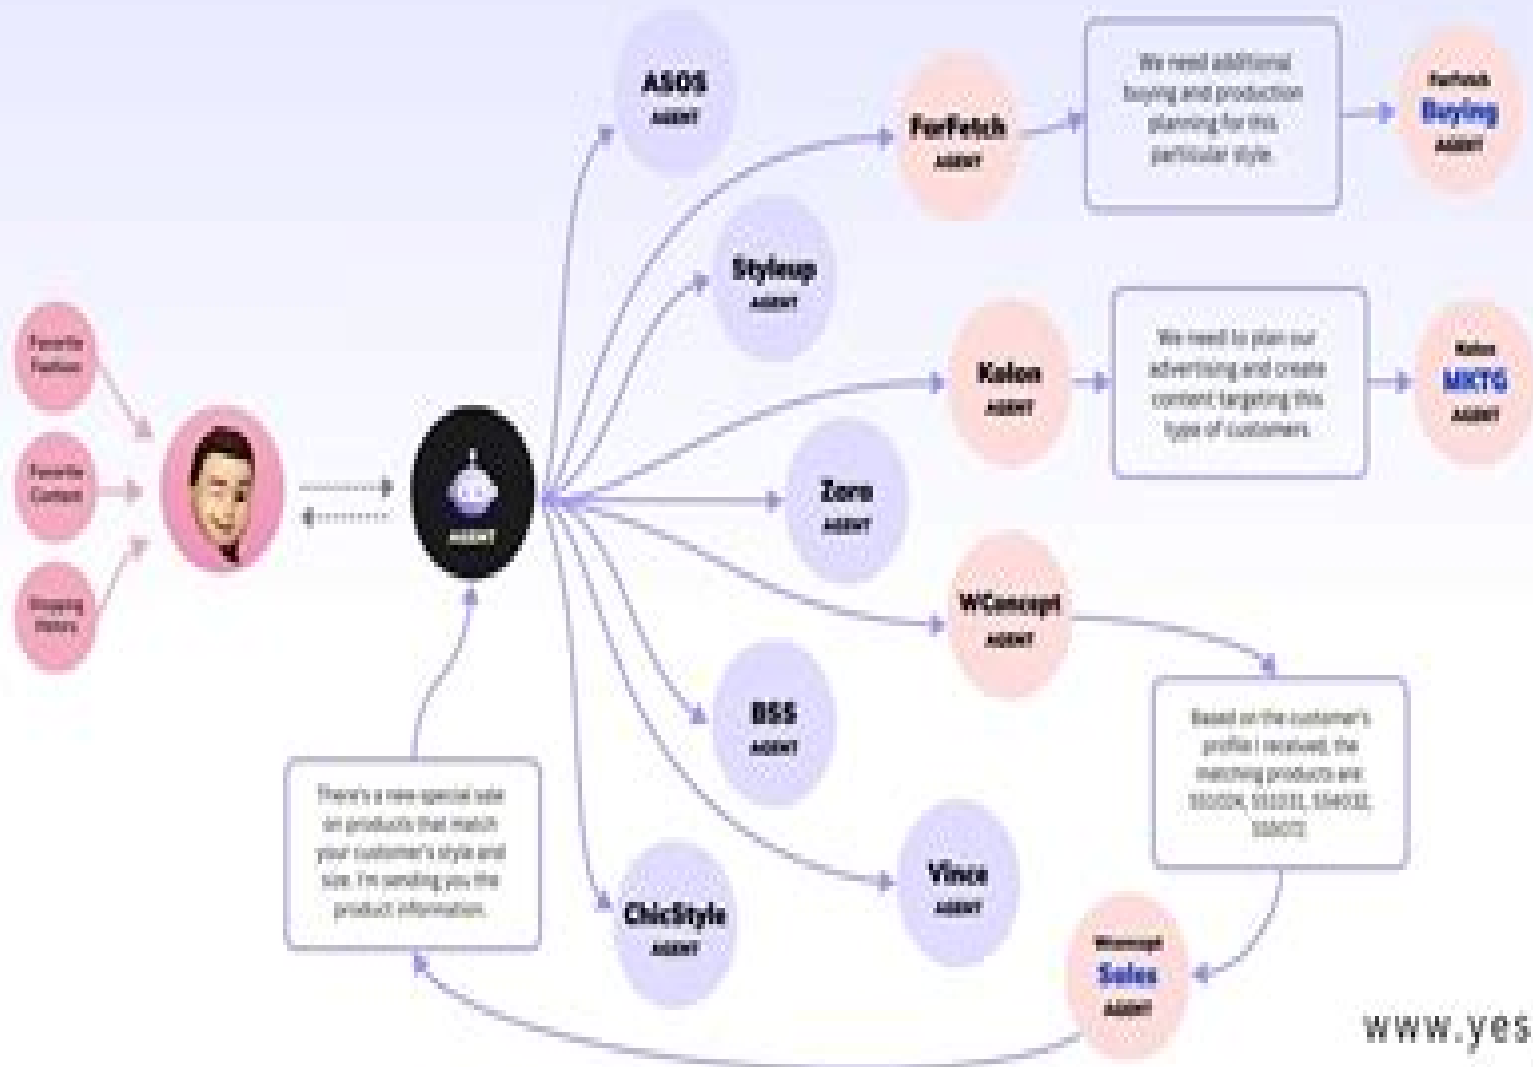 ASOS
AGENT
FarFetch
AGENT
We need additional
buying and production
planning for this
particular style.
FarFetch
Buying
AGENT
Styleup
AGENT
Favorite
Fashion
Kolon
AGENT
We need to plan our
advertising and create
content targeting this
type of customers
Kolon
MKTG
AGENT
Favorite
Content
AGENT
Zara
AGENT
Shopping
History
WConcept
AGENT
BSS
AGENT
Based on the customer's
profile I received, the
matching products are
There's a new special sale
on products that match
your customer's style and
size. I'm sending you the
product information.
Vince
AGENT
ChicStyle
AGENT
Wconcept
Sales
AGENT
www.yes